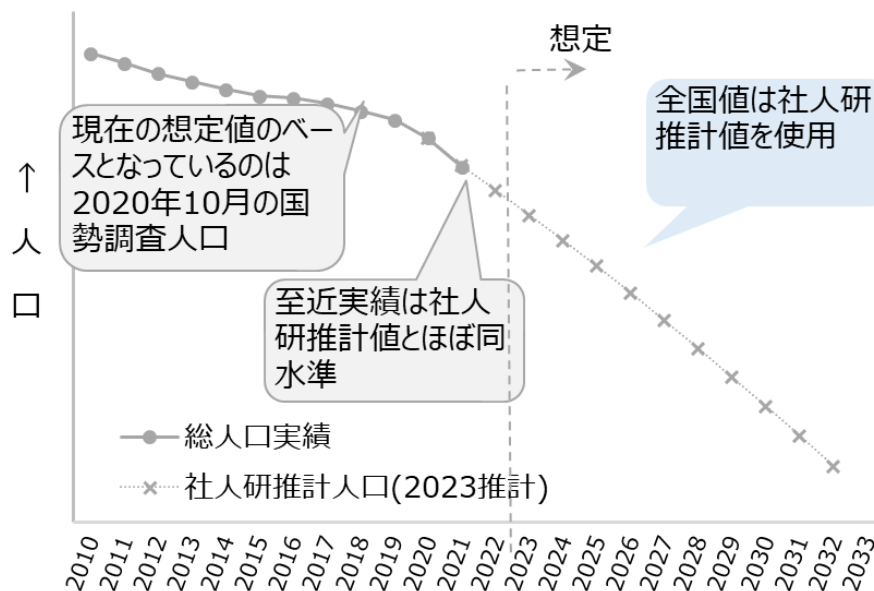 想定
全国値は社人研
推計値を使用
現在の想定値のベー
スとなっているのは
2020年10月の国
勢調査人口
↑
人
口
至近実績は社人
研推計値とほぼ同
水準
総人口実績
社人研推計人口(2023推計)
2010 2011 2012 2013 2014 2015 2016 2017 2018 2019 2020 2021 2022 2023 2024 2025 2026 2027 2028 2029 2030 2031 2032 2033